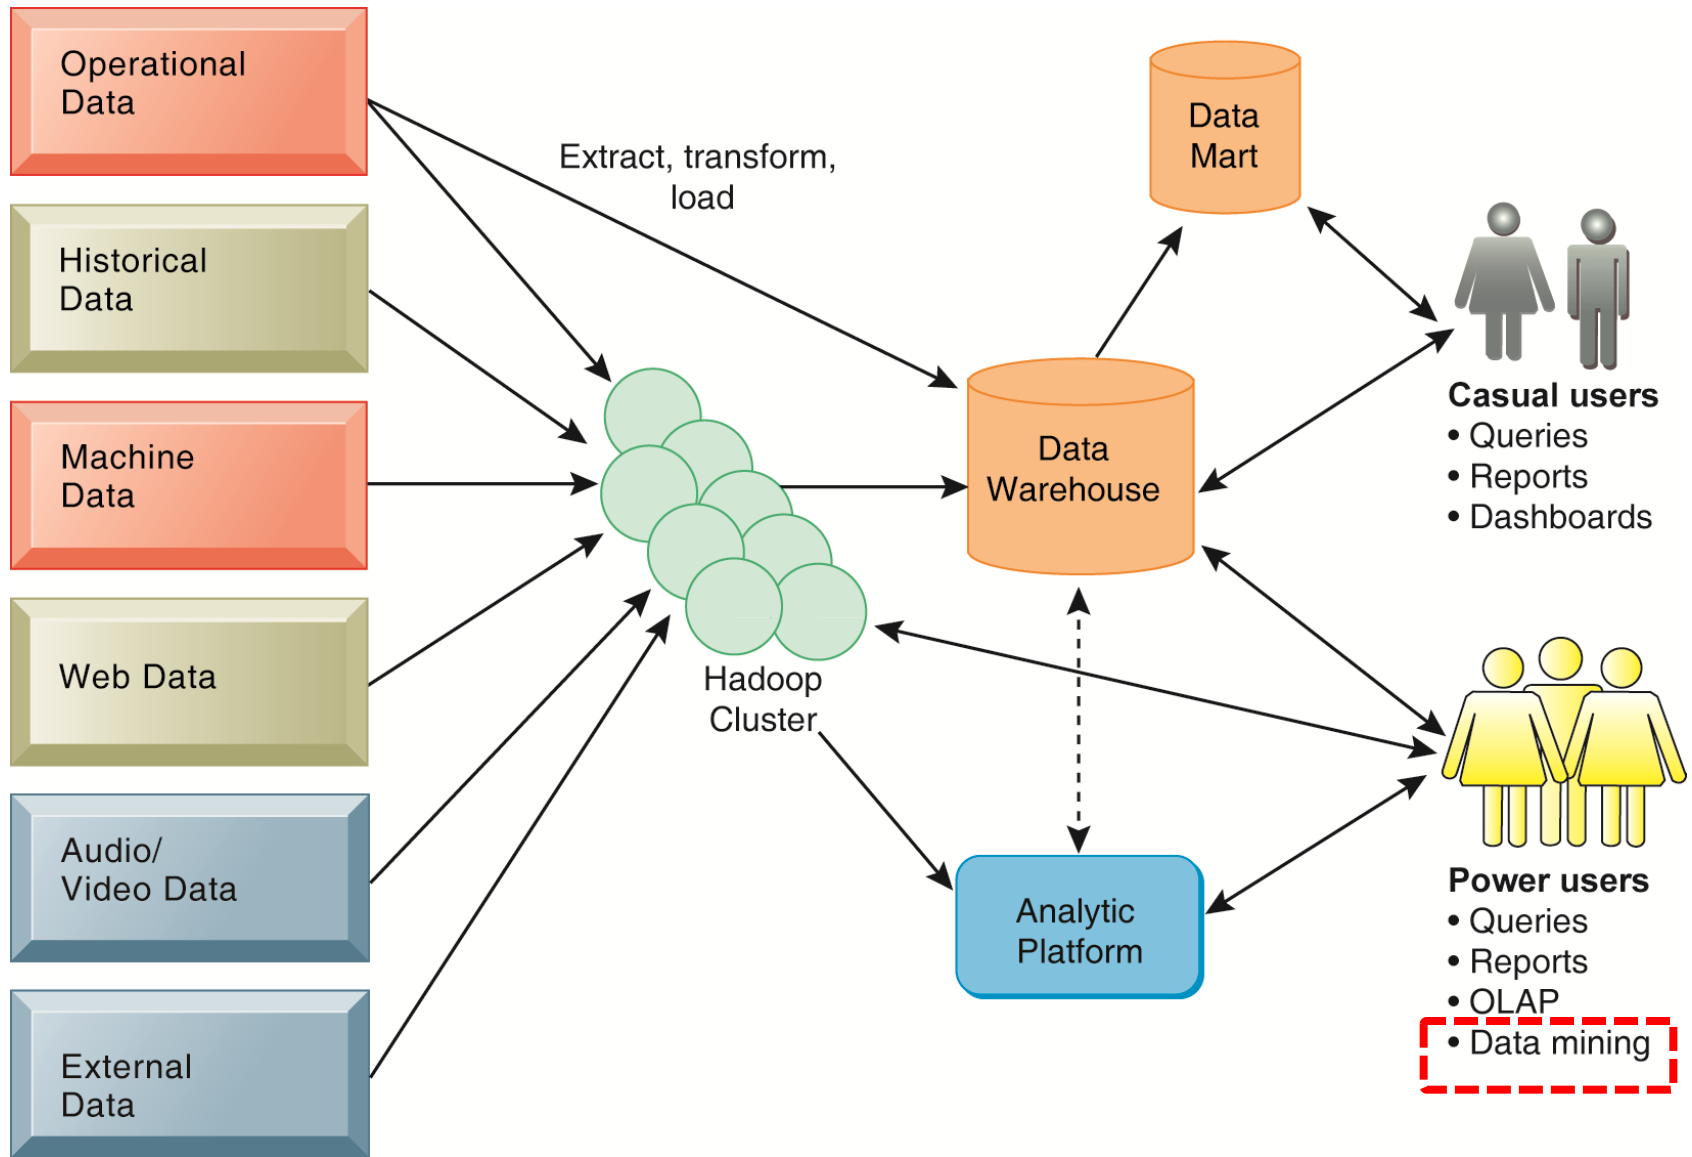 Operational
Data
Historical
Data
Machine
Data
Web Data
Audio/
Video Data
External
Data
Extract, transform,
load
Hadoop
Cluster
Data
Mart
Data
Warehouse
Analytic
Platform
Casual users
• Queries
• Reports
• Dashboards
Power users
• Queries
• Reports
• OLAP
• Data mining